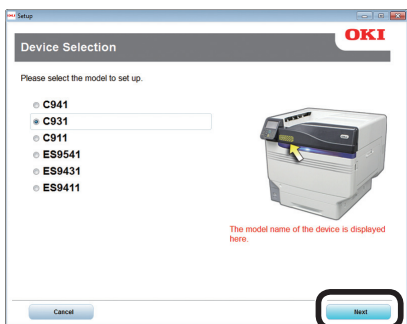 Setup
OKI
Device Selection
Please select the model to set up.
C941
C931
C911
ES9541
ES9431
ES9411
The model name of the device is displayed
here.
Cancel
Next